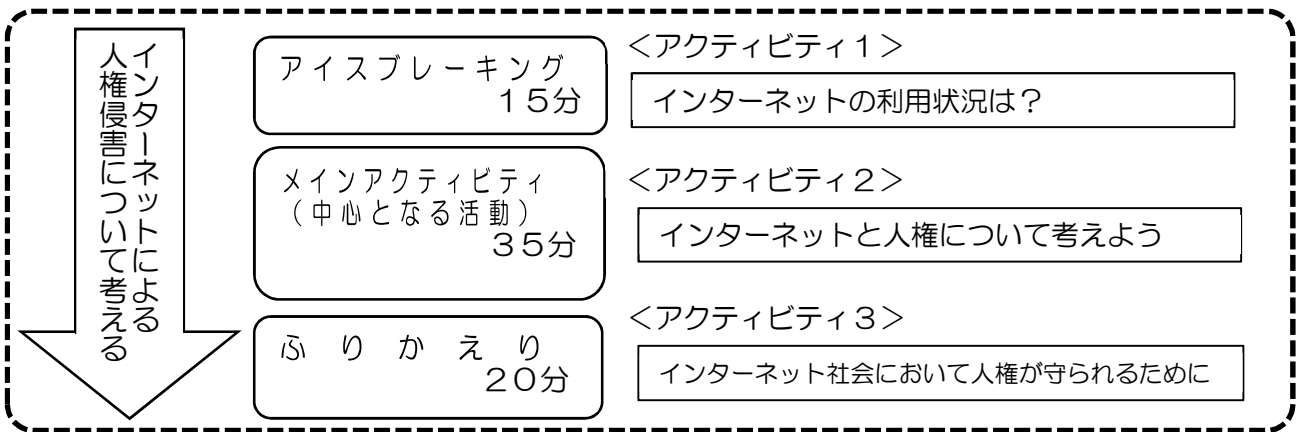 インターネットによる
人権侵害について考える
アイスブレーキング
１５分
＜アクティビティ１＞
インターネットの利用状況は？
メインアクティビティ
（中心となる活動）
３５分
＜アクティビティ２＞
インターネットと人権について考えよう
ふりかえり
２０分
＜アクティビティ３＞
インターネット社会において人権が守られるために